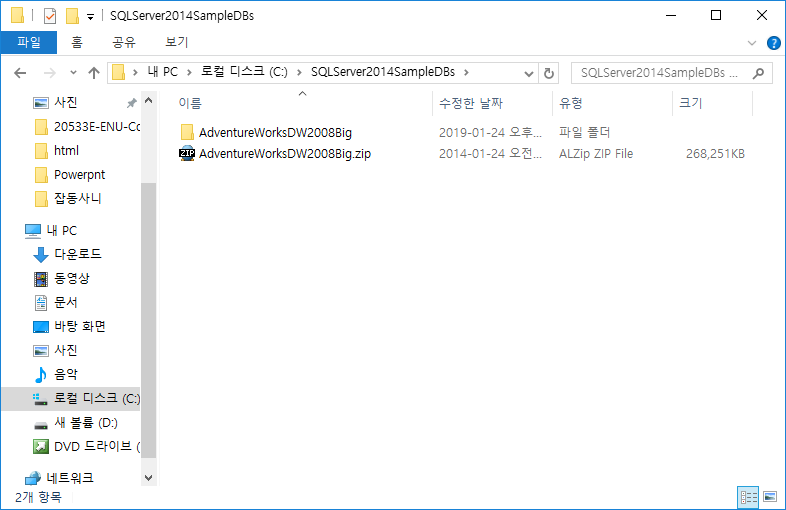 SQLServer2014SampleDBs
파일 홈 공유 보기
내 PC 로컬 디스크 (C:) SQLServer2014SampleDBs SQLServer2014SampleDBs ...
이름 수정한 날짜 유형 크기
AdventureWorksDW2008Big 2019-01-24 오후... 파일 폴더
AdventureWorksDW2008Big.zip 2014-01-24 오전... ALZip ZIP File 268,251KB
사진
20533E-ENU-Co
html
Powerpnt
잡동사니
내 PC
다운로드
동영상
문서
바탕 화면
사진
음악
로컬 디스크 (C:)
새 볼륨 (D:)
DVD 드라이브 (
네트워크
2개 항목